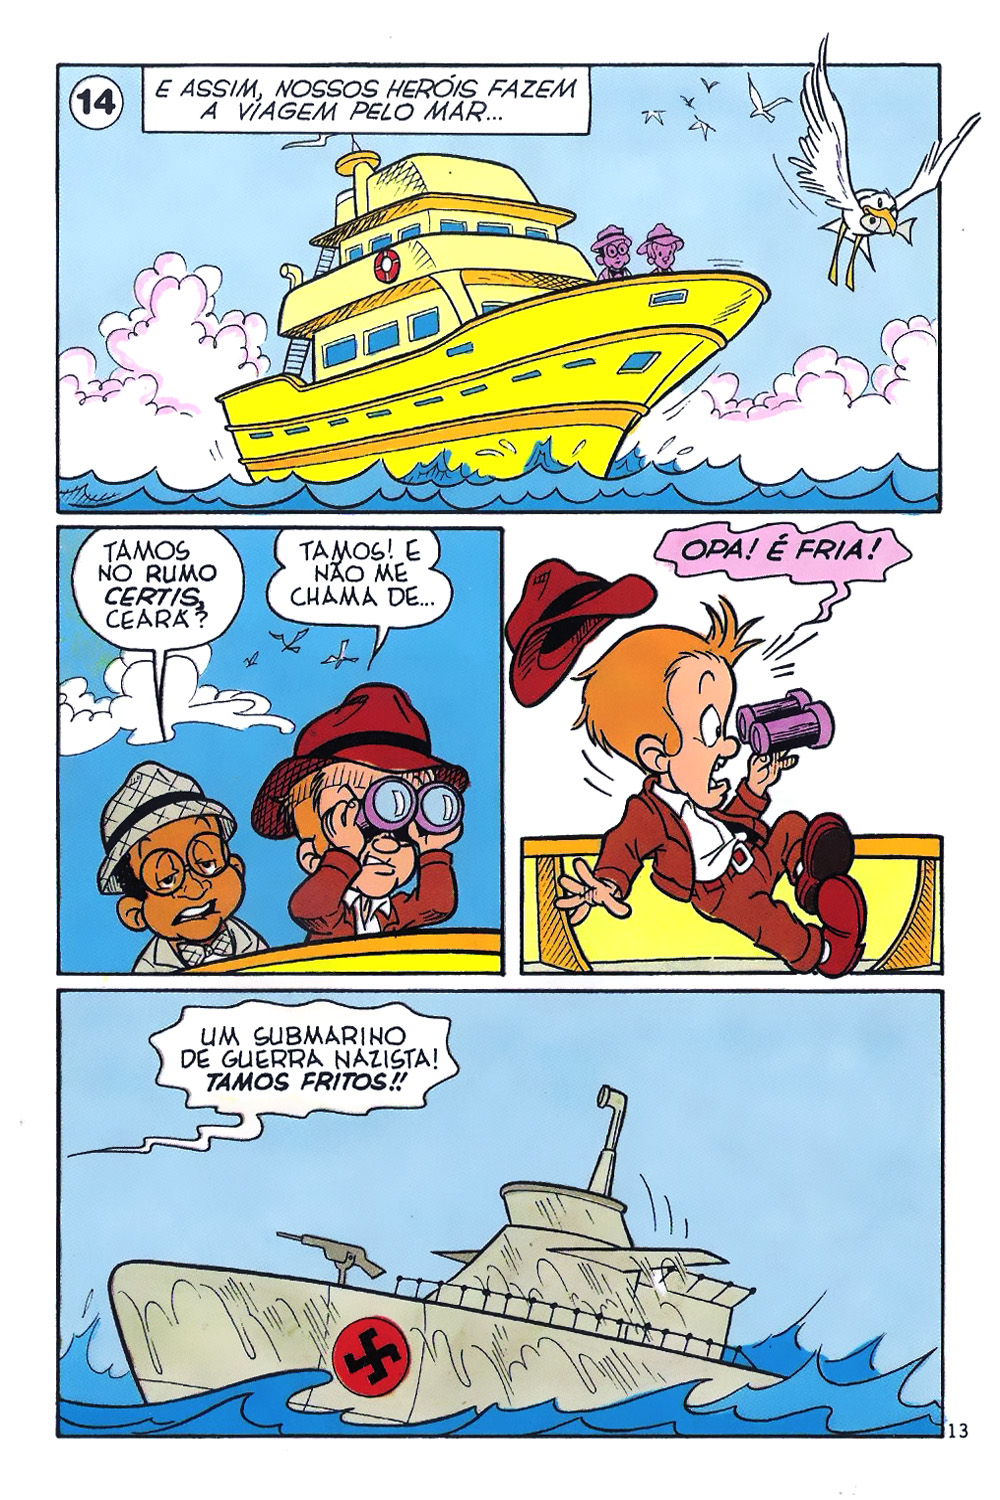 14
E ASSIM, NOSSOS HERÓIS FAZEM
A VIAGEM PELO MAR...
TAMOS
NO RUMO
CERTIS,
CEARÁ?
TAMOS! E
NÃO ME
CHAMA DE...
OPA! É FRIA!
UM SUBMARINO
DE GUERRA NAZISTA!
TAMOS FRITOS!!
13